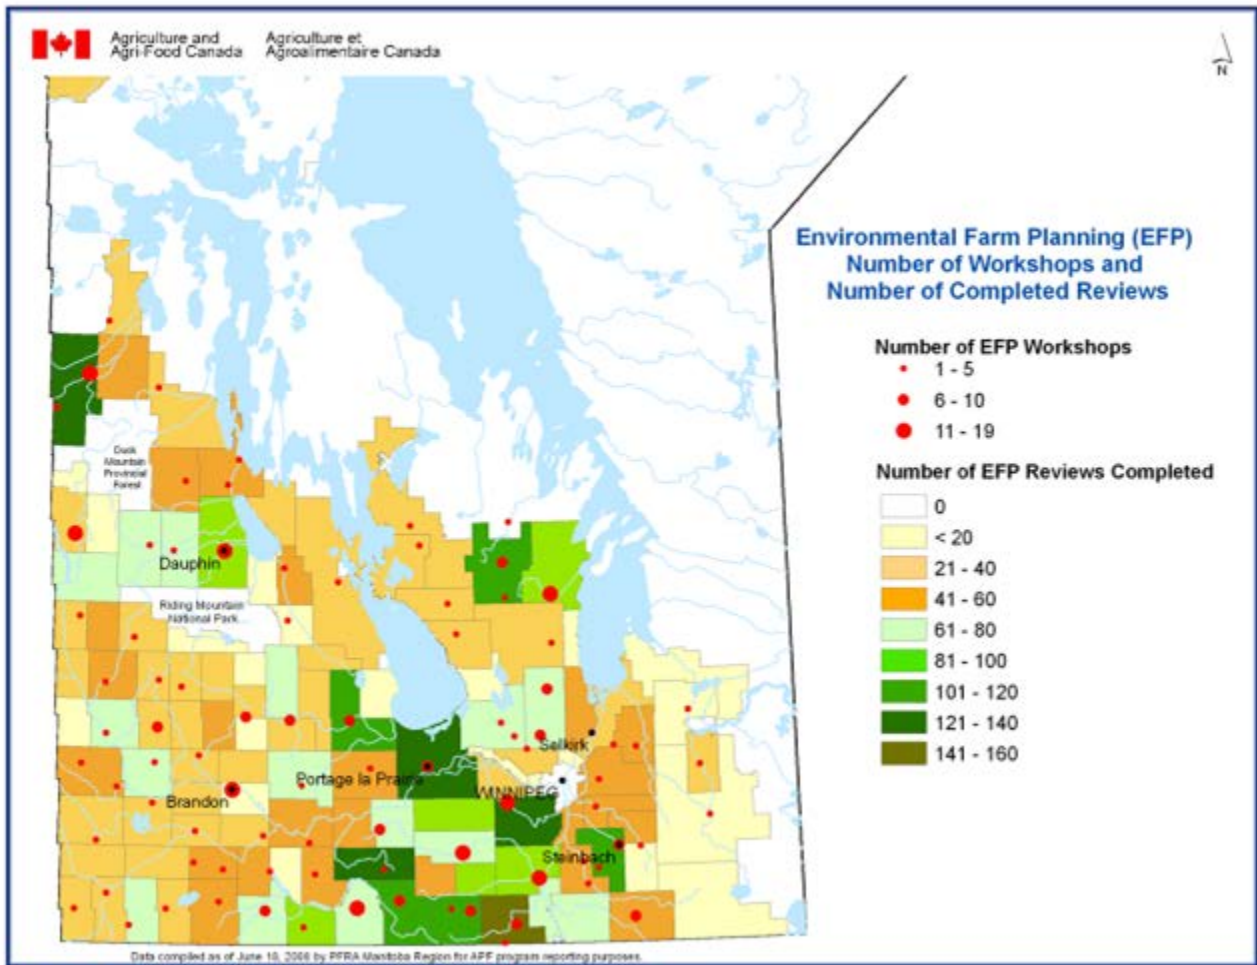 Agriculture and
Agri-Food Canada
Agriculture et
Agroalimentaire Canada
N
Environmental Farm Planning (EFP)
Number of Workshops and
Number of Completed Reviews
Number of EFP Workshops
1 - 5
6 - 10
11 - 19
Number of EFP Reviews Completed
0
< 20
21 - 40
41 - 60
61 - 80
81 - 100
101 - 120
121 - 140
141 - 160
Duck
Mountain
Provincial
Forest
Dauphin
Riding Mountain
National Park
Selkirk
Portage la Prairie
WINNIPEG
Brandon
Steinbach
Data compiled as of June 18, 2008 by PFRA Manitoba Region for APF program reporting purposes.